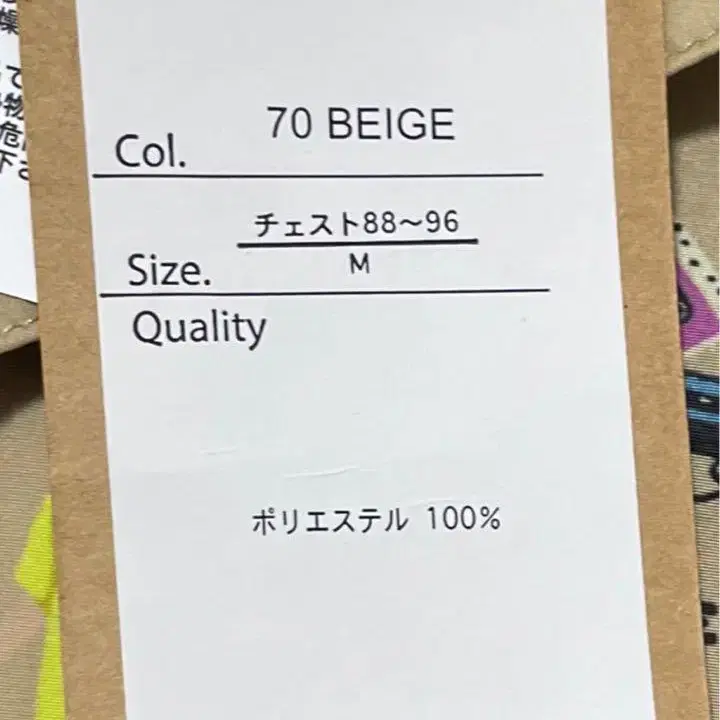 70 BEIGE
Col.
チェスト88～96
Size.
M
Quality
ポリエステル 100%